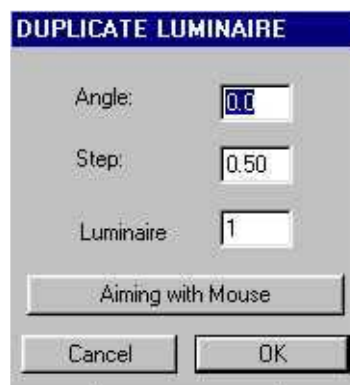 DUPLICATE LUMINAIRE
Angle: 0.0
Step: 0.50
Luminaire 1
Aiming with Mouse
Cancel OK